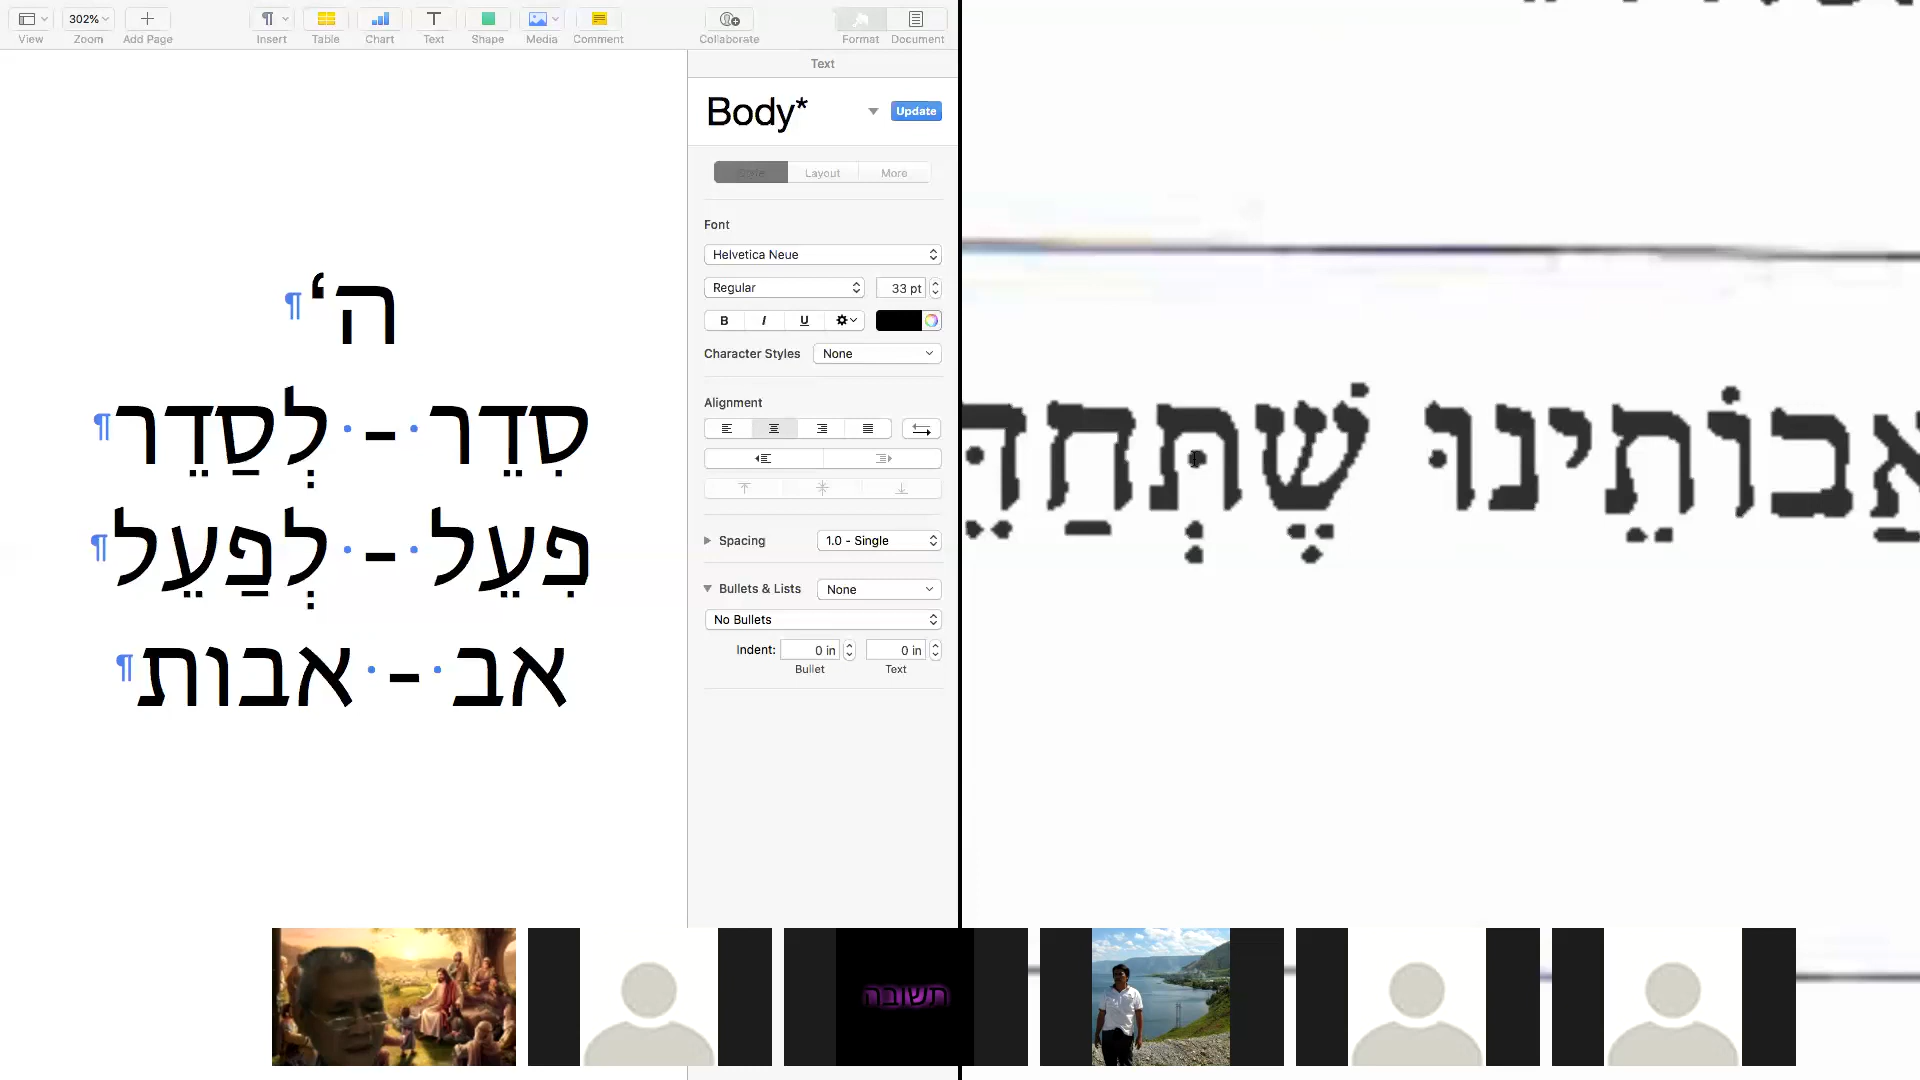 302%
View
Zoom
Add Page
Insert
Table
Chart
Text
Shape
Media
Comment
Collaborate
Format
Document
Text
Body*
Update
Style
Layout
More
Font
Helvetica Neue
Regular
33 pt
B I U
Character Styles
None
Alignment
Spacing
1.0 - Single
Bullets & Lists
None
No Bullets
Indent:
0 in
0 in
Bullet
Text
ה‘
סִדֵר - לְסַדֵר
פִעֵל - לְפַעֵל
אב - אבות
אֲבוֹתֵינוּ שֶׁתְּחַדֵּ
תשובה